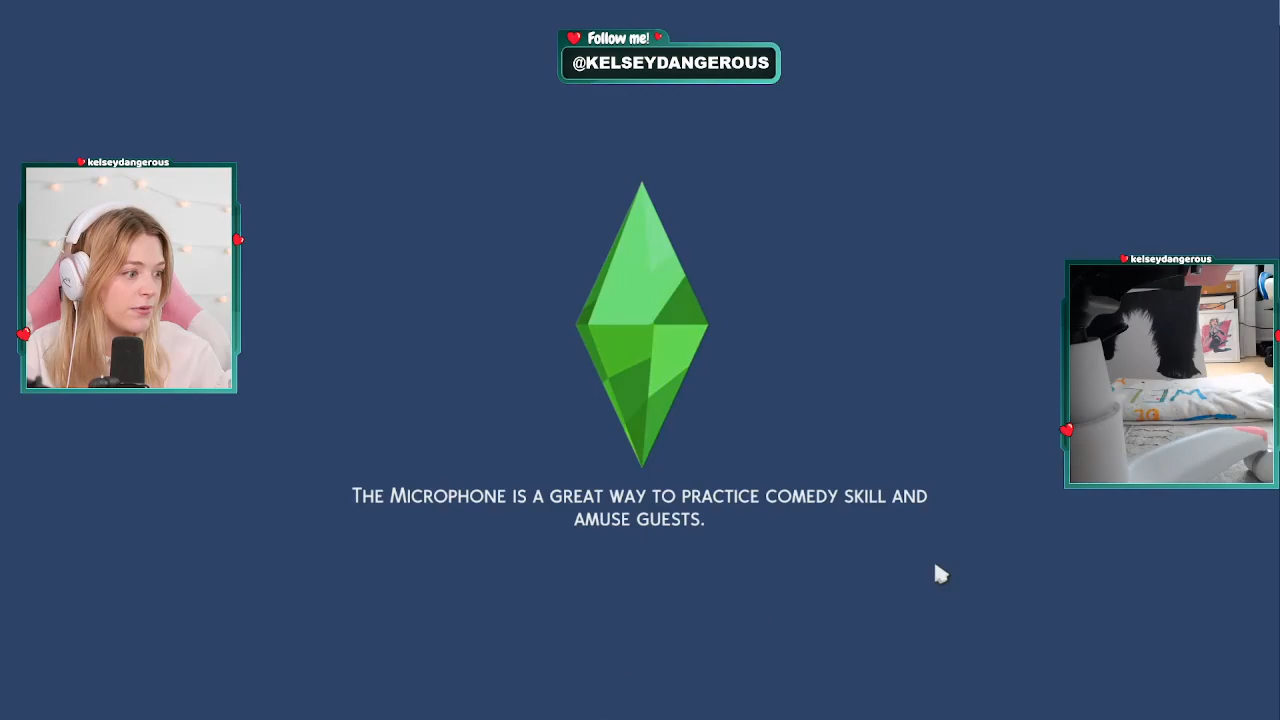 Follow me!
@KELSEYDANGEROUS
kelseydangerous
kelseydangerous
THE MICROPHONE IS A GREAT WAY TO PRACTICE COMEDY SKILL AND
AMUSE GUESTS.